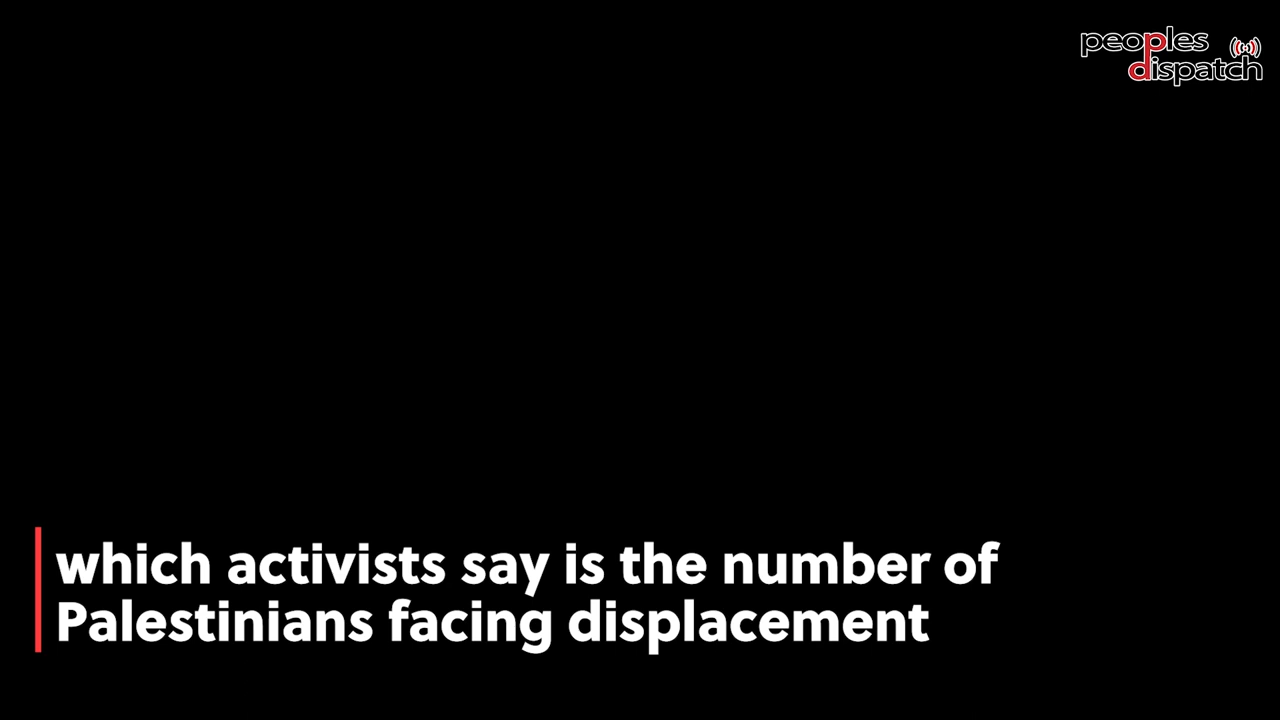 peoples
dispatch
which activists say is the number of
Palestinians facing displacement